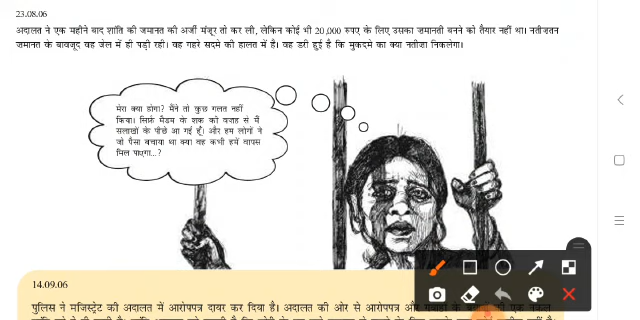 23.08.06
अदालत ने एक महीने बाद शांति की जमानत की अर्जी मंजूर तो कर ली, लेकिन कोई भी 20,000 रुपए के लिए उसका ज़मानती बनने को तैयार नहीं था। नतीज़तन
ज़मानत के बावजूद वह जेल में ही पड़ी रही। वह गहरे सदमे की हालत में है। वह डरी हुई है कि मुकदमे का क्या नतीजा निकलेगा।
मेरा क्या होगा? मैंने तो कुछ गलत नहीं
किया। सिर्फ़ मैडम के शक की वजह से मैं
सलाखों के पीछे आ गई हूँ। और हम लोगों ने
जो पैसा बचाया था क्या वह कभी हमें वापस
मिल पाएगा...?
14.09.06
पुलिस ने मजिस्ट्रेट की अदालत में आरोपपत्र दायर कर दिया है। अदालत की ओर से आरोपपत्र और